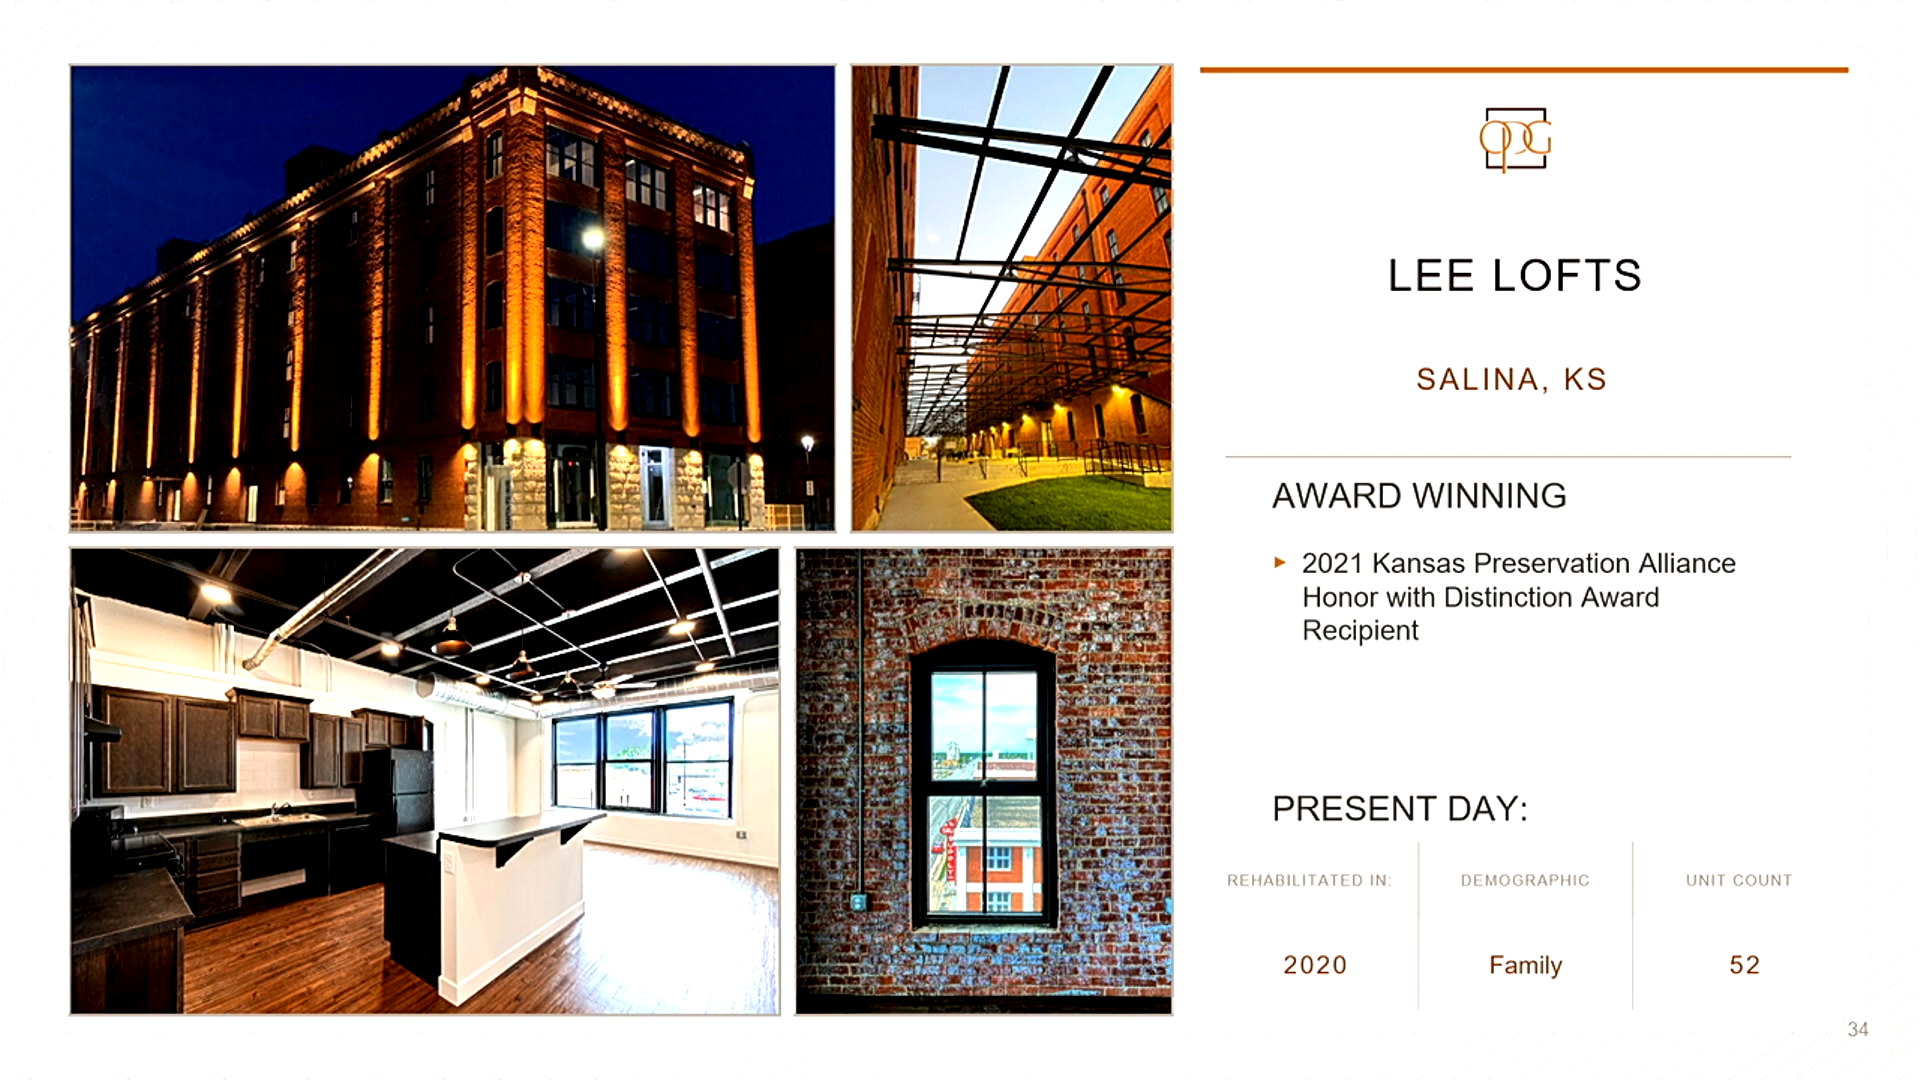 OPG
LEE LOFTS
SALINA, KS
AWARD WINNING
2021 Kansas Preservation Alliance
Honor with Distinction Award
Recipient
PRESENT DAY:
REHABILITATED IN:
DEMOGRAPHIC
UNIT COUNT
2020
Family
52
34